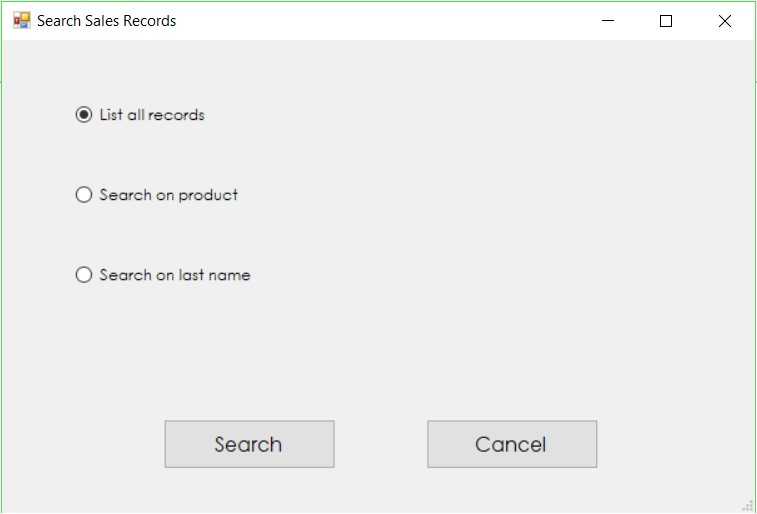 Search Sales Records
List all records
Search on product
Search on last name
Search Cancel